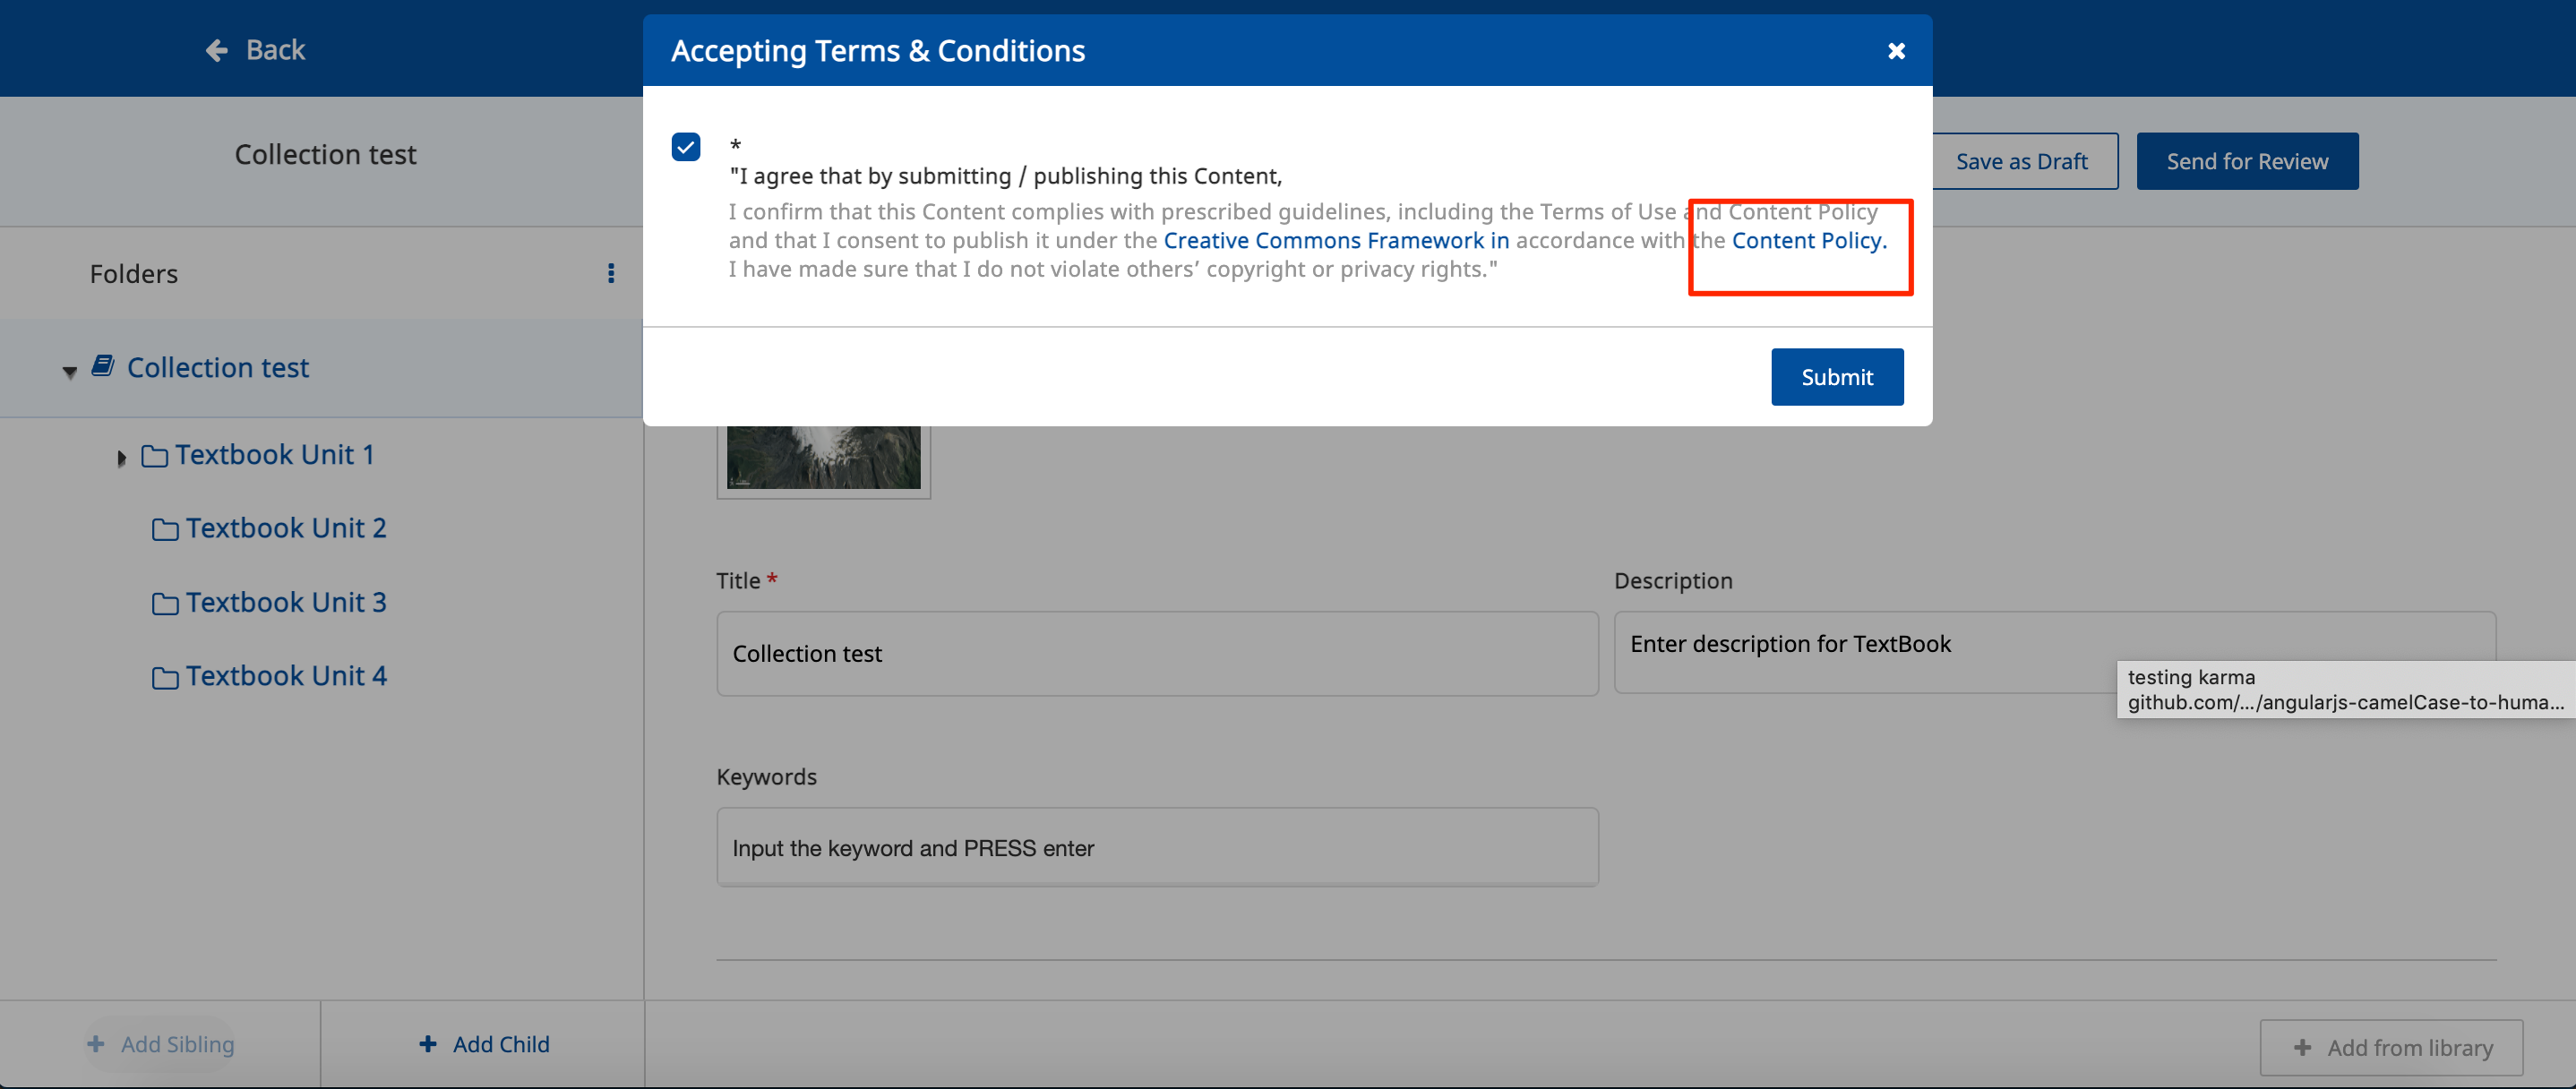 Back
Accepting Terms & Conditions
Collection test
*
"I agree that by submitting / publishing this Content,
I confirm that this Content complies with prescribed guidelines, including the Terms of Use and Content Policy
and that I consent to publish it under the Creative Commons Framework in accordance with the Content Policy.
I have made sure that I do not violate others’ copyright or privacy rights."
Save as Draft
Send for Review
Submit
Folders
Collection test
Textbook Unit 1
Textbook Unit 2
Textbook Unit 3
Textbook Unit 4
Title *
Description
Collection test
Enter description for TextBook
testing karma
github.com/.../angularjs-camelCase-to-huma...
Keywords
Input the keyword and PRESS enter
Add Sibling
Add Child
Add from library